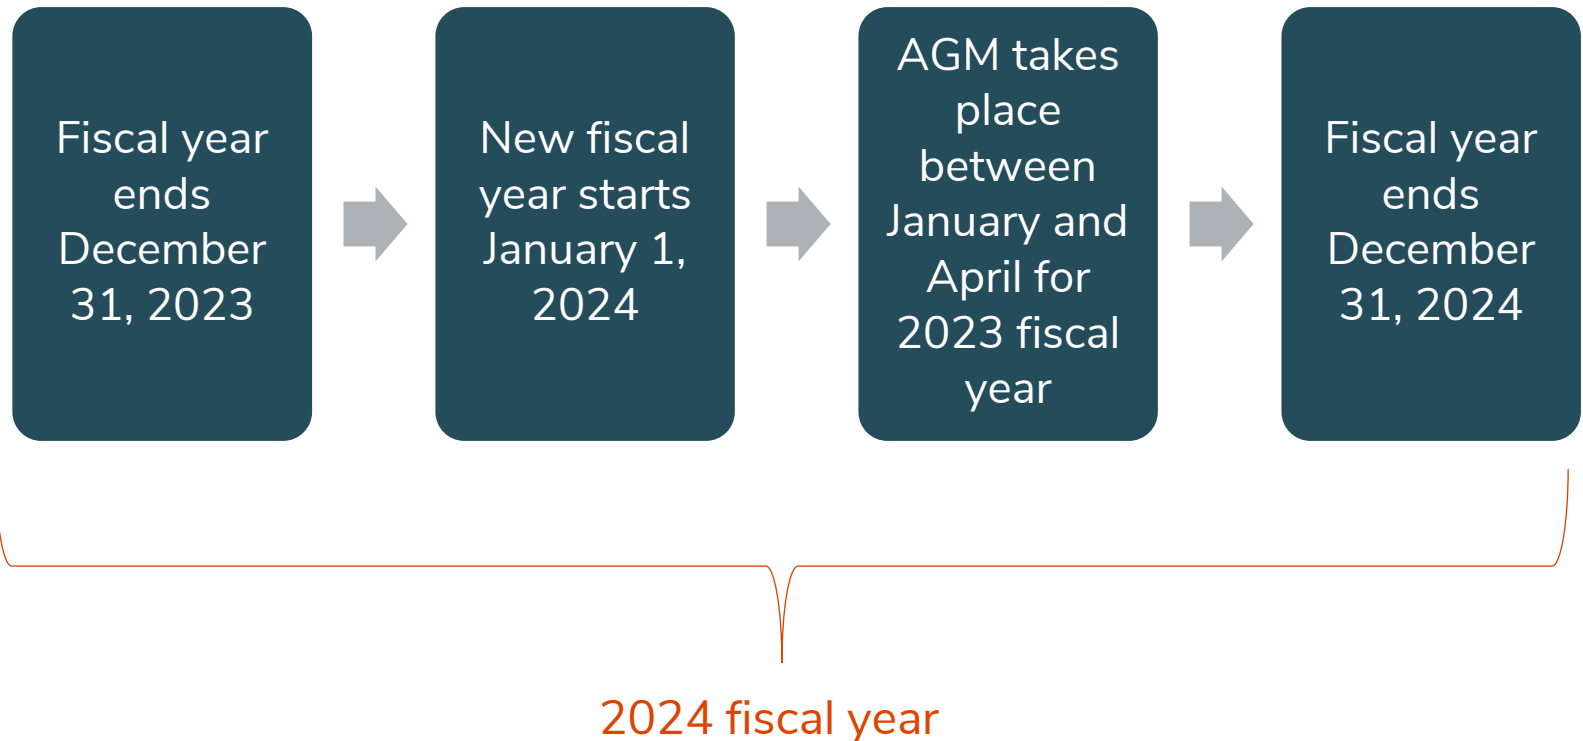 Fiscal year
ends
December
31, 2023
New fiscal
year starts
January 1,
2024
AGM takes
place
between
January and
April for
2023 fiscal
year
Fiscal year
ends
December
31, 2024
2024 fiscal year